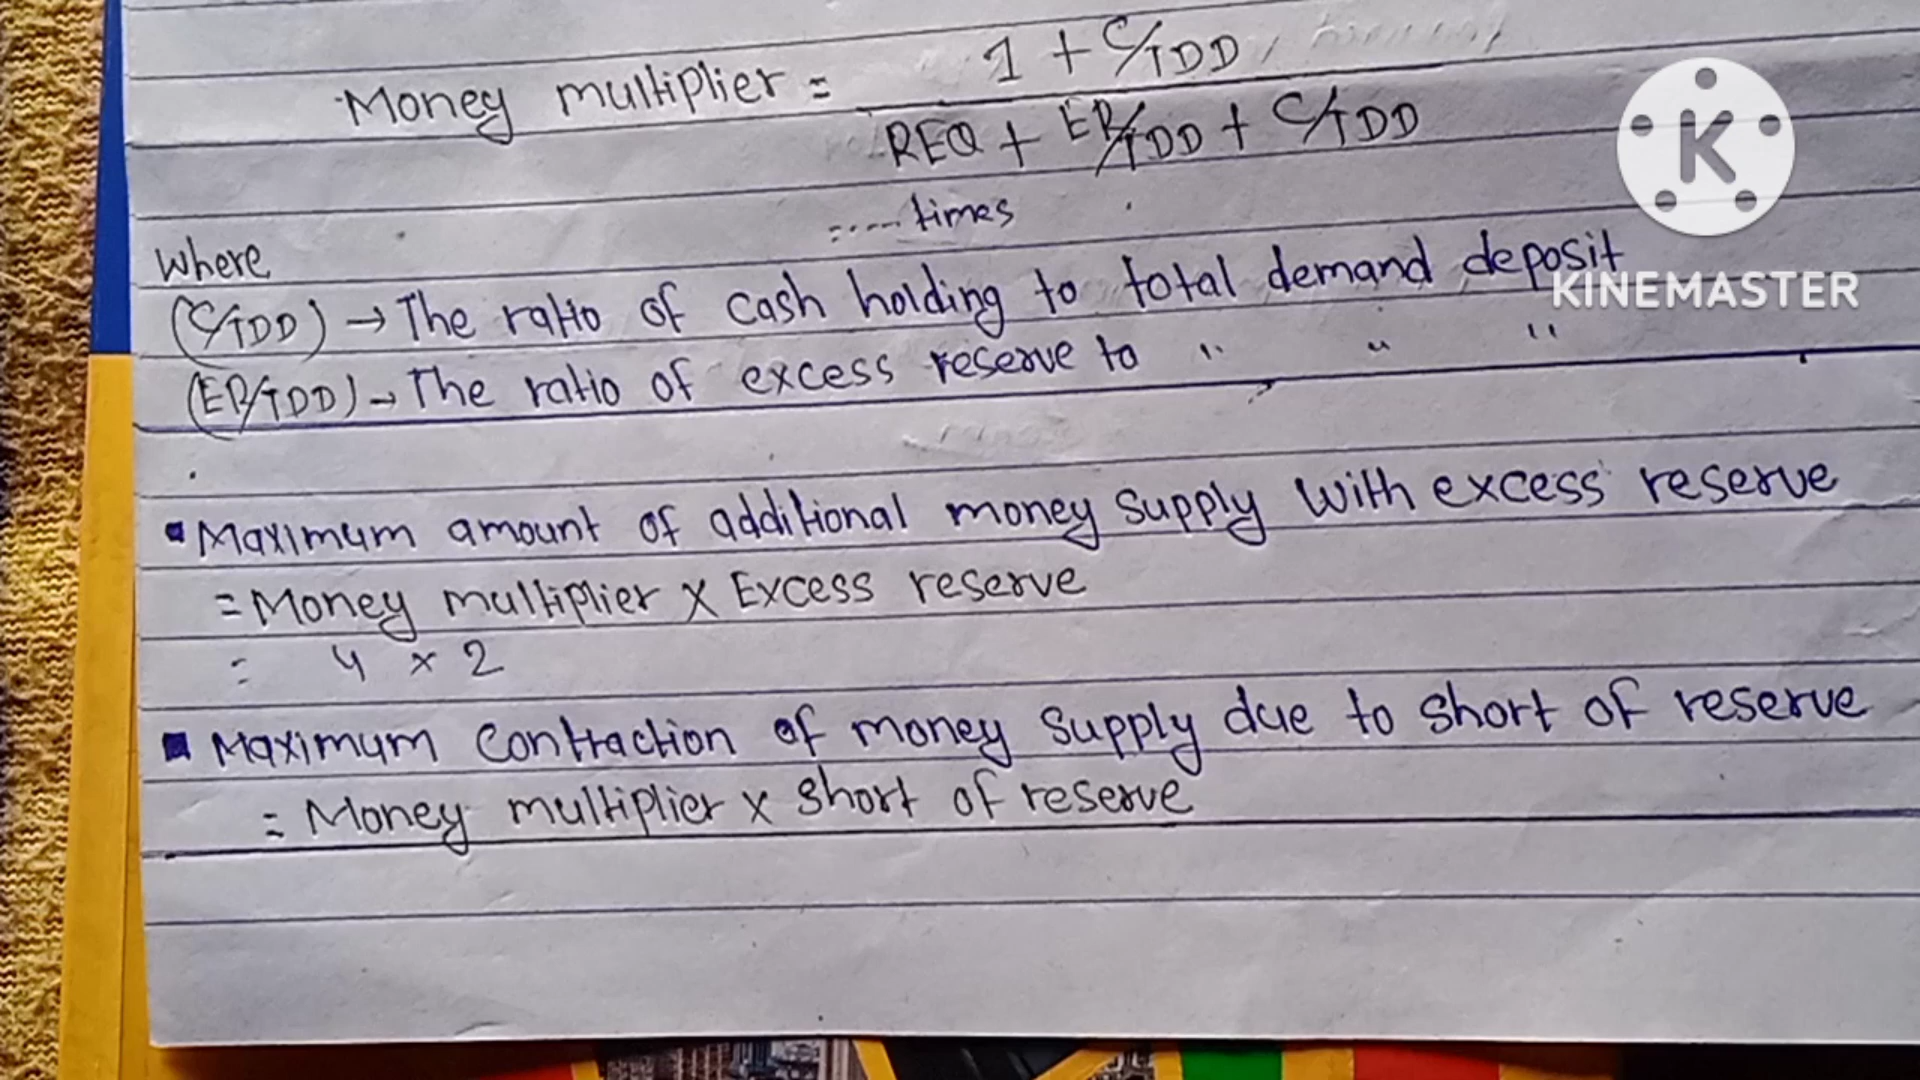 Money multiplier = 1 + C/TDD
REQ + ER/TDD + C/TDD
=.... times
Where
(C/TDD) → The ratio of cash holding to total demand deposit
(ER/TDD) → The ratio of excess reserve to " " "
▪ Maximum amount of additional money supply with excess reserve
= Money multiplier X Excess reserve
= 4 × 2
▪ Maximum contraction of money supply due to short of reserve
= Money multiplier x short of reserve
K
KINEMASTER